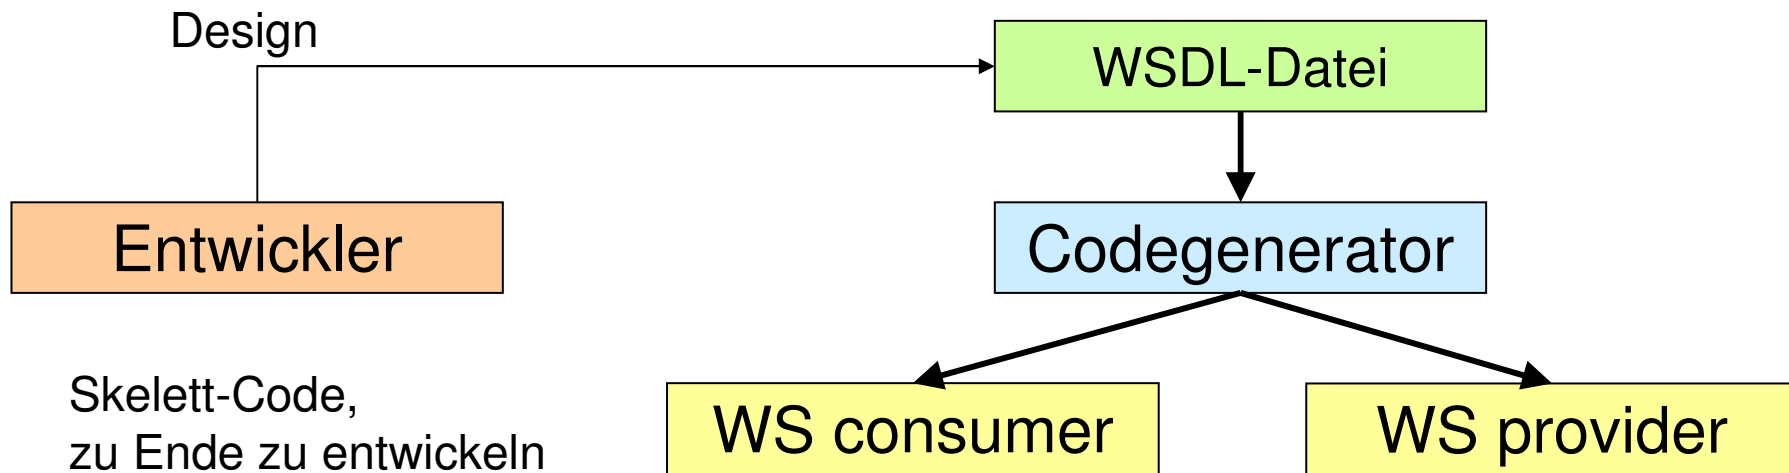 Design
WSDL-Datei
Entwickler
Codegenerator
Skelett-Code,
zu Ende zu entwickeln
WS consumer
WS provider